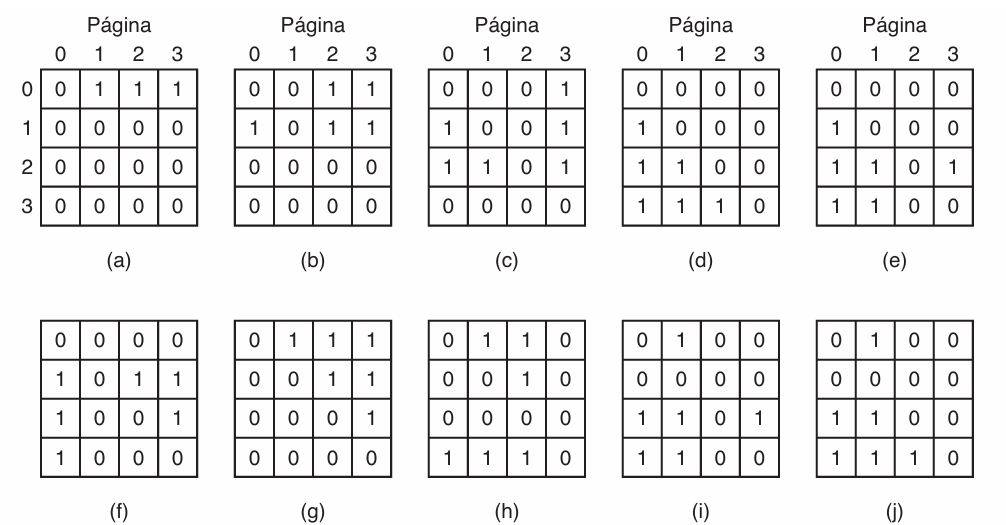 Página Página Página Página Página
0 1 2 3 0 1 2 3 0 1 2 3 0 1 2 3 0 1 2 3
0 0 1 1 1 0 0 1 1 0 0 0 1 0 0 0 0 0 0 0 0
1 0 0 0 0 1 0 1 1 1 0 0 1 1 0 0 0 1 0 0 0
2 0 0 0 0 0 0 0 0 1 1 0 1 1 1 0 0 1 1 0 1
3 0 0 0 0 0 0 0 0 0 0 0 0 1 1 1 0 1 1 0 0
(a) (b) (c) (d) (e)
0 0 0 0 0 1 1 1 0 1 1 0 0 1 0 0 0 1 0 0
1 0 1 1 0 0 1 1 0 0 1 0 0 0 0 0 0 0 0 0
1 0 0 1 0 0 0 1 0 0 0 0 1 1 0 1 1 1 0 0
1 0 0 0 0 0 0 0 1 1 1 0 1 1 0 0 1 1 1 0
(f) (g) (h) (i) (j)